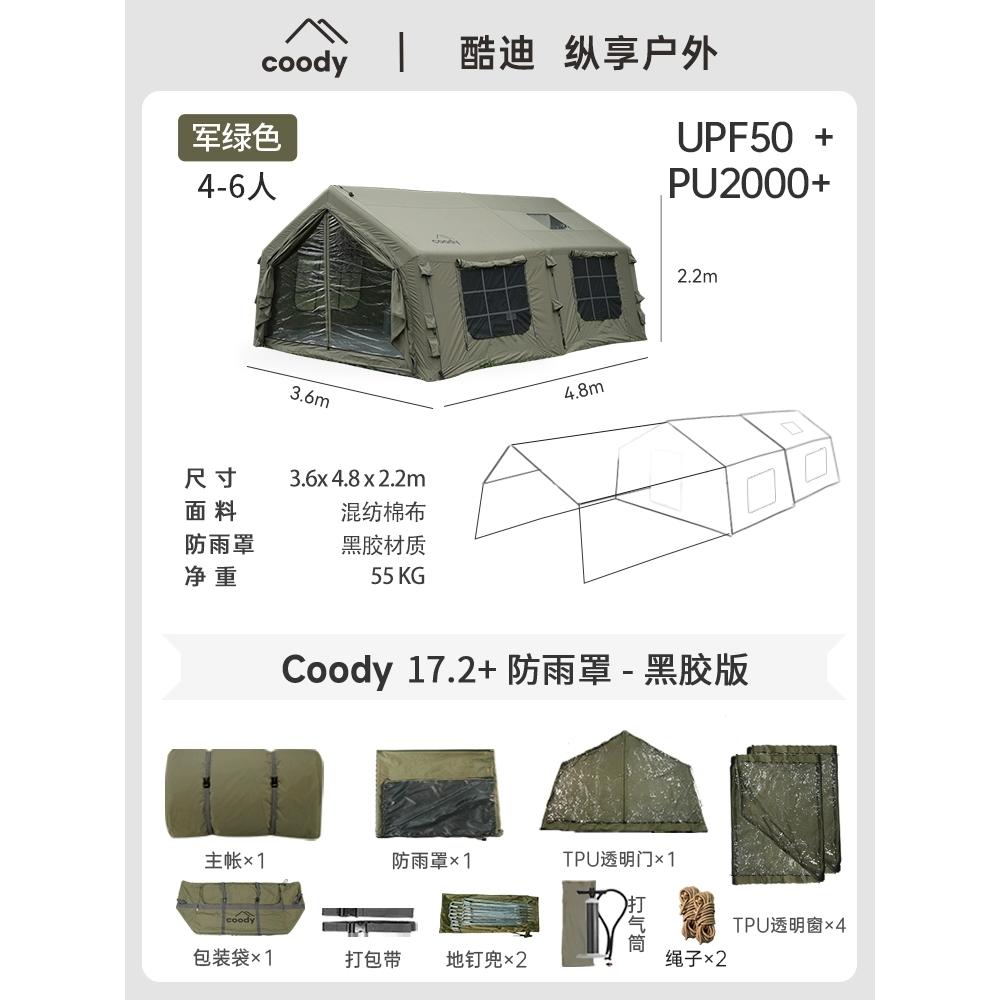 coody | 酷迪 纵享户外
军绿色
4-6人
UPF50 +
PU2000+
coody
2.2m
3.6m
4.8m
尺寸 3.6x 4.8 x 2.2m
面料 混纺棉布
防雨罩 黑胶材质
净重 55 KG
Coody 17.2+ 防雨罩 - 黑胶版
主帐×1
防雨罩×1
TPU透明门×1
TPU透明窗×4
coody
包装袋×1
打包带
地钉兜×2
打气筒
绳子×2